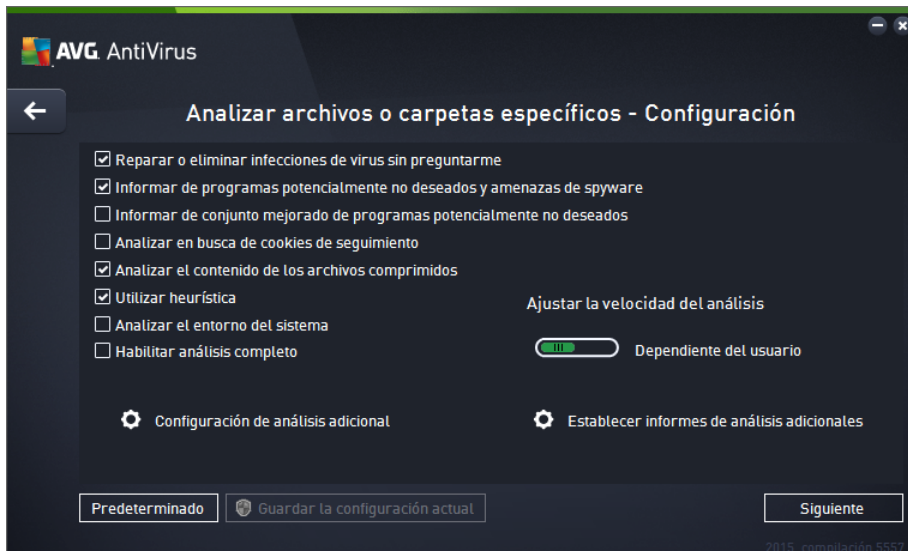 AVG AntiVirus
Analizar archivos o carpetas específicos - Configuración
Reparar o eliminar infecciones de virus sin preguntarme
Informar de programas potencialmente no deseados y amenazas de spyware
Informar de conjunto mejorado de programas potencialmente no deseados
Analizar en busca de cookies de seguimiento
Analizar el contenido de los archivos comprimidos
Utilizar heurística
Analizar el entorno del sistema
Habilitar análisis completo
Ajustar la velocidad del análisis
Dependiente del usuario
Configuración de análisis adicional
Establecer informes de análisis adicionales
Predeterminado
Guardar la configuración actual
Siguiente
2015, compilación 5557